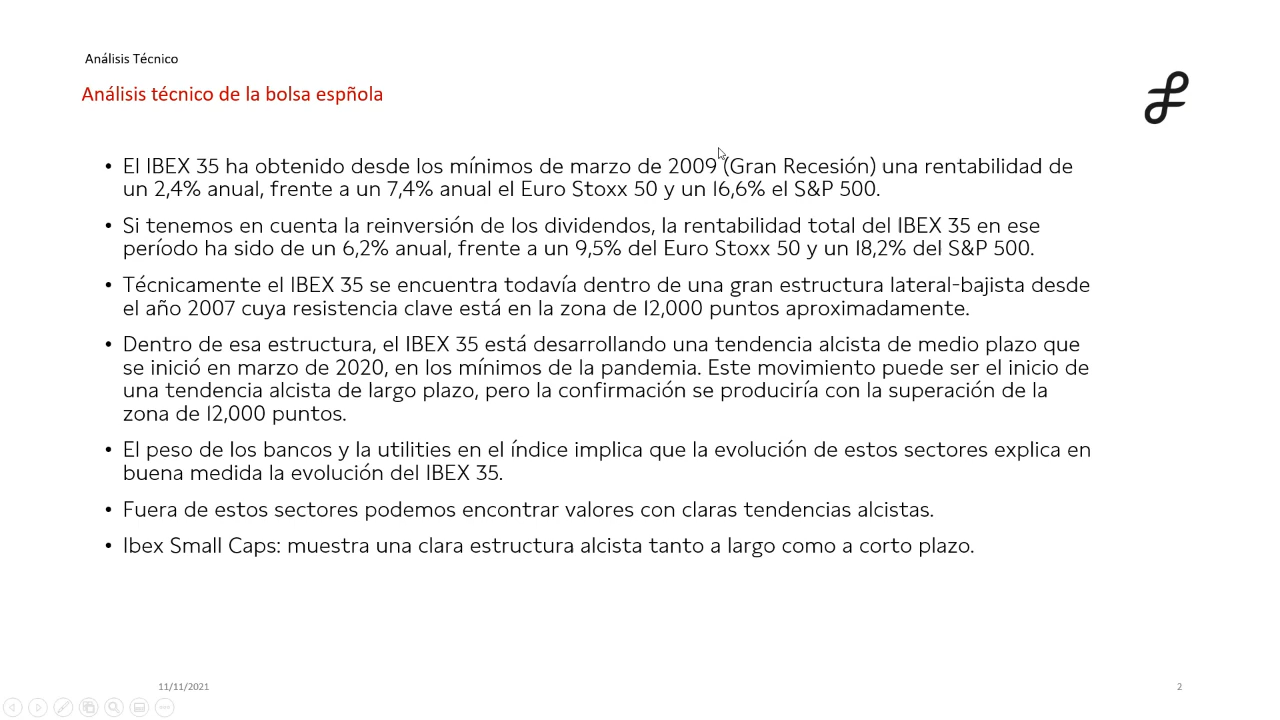 Análisis Técnico
Análisis técnico de la bolsa espñola
• El IBEX 35 ha obtenido desde los mínimos de marzo de 2009 (Gran Recesión) una rentabilidad de
un 2,4% anual, frente a un 7,4% anual el Euro Stoxx 50 y un 16,6% el S&P 500.
• Si tenemos en cuenta la reinversión de los dividendos, la rentabilidad total del IBEX 35 en ese
período ha sido de un 6,2% anual, frente a un 9,5% del Euro Stoxx 50 y un 18,2% del S&P 500.
• Técnicamente el IBEX 35 se encuentra todavía dentro de una gran estructura lateral-bajista desde
el año 2007 cuya resistencia clave está en la zona de 12,000 puntos aproximadamente.
• Dentro de esa estructura, el IBEX 35 está desarrollando una tendencia alcista de medio plazo que
se inició en marzo de 2020, en los mínimos de la pandemia. Este movimiento puede ser el inicio de
una tendencia alcista de largo plazo, pero la confirmación se produciría con la superación de la
zona de 12,000 puntos.
• El peso de los bancos y la utilities en el índice implica que la evolución de estos sectores explica en
buena medida la evolución del IBEX 35.
• Fuera de estos sectores podemos encontrar valores con claras tendencias alcistas.
• Ibex Small Caps: muestra una clara estructura alcista tanto a largo como a corto plazo.
11/11/2021
2